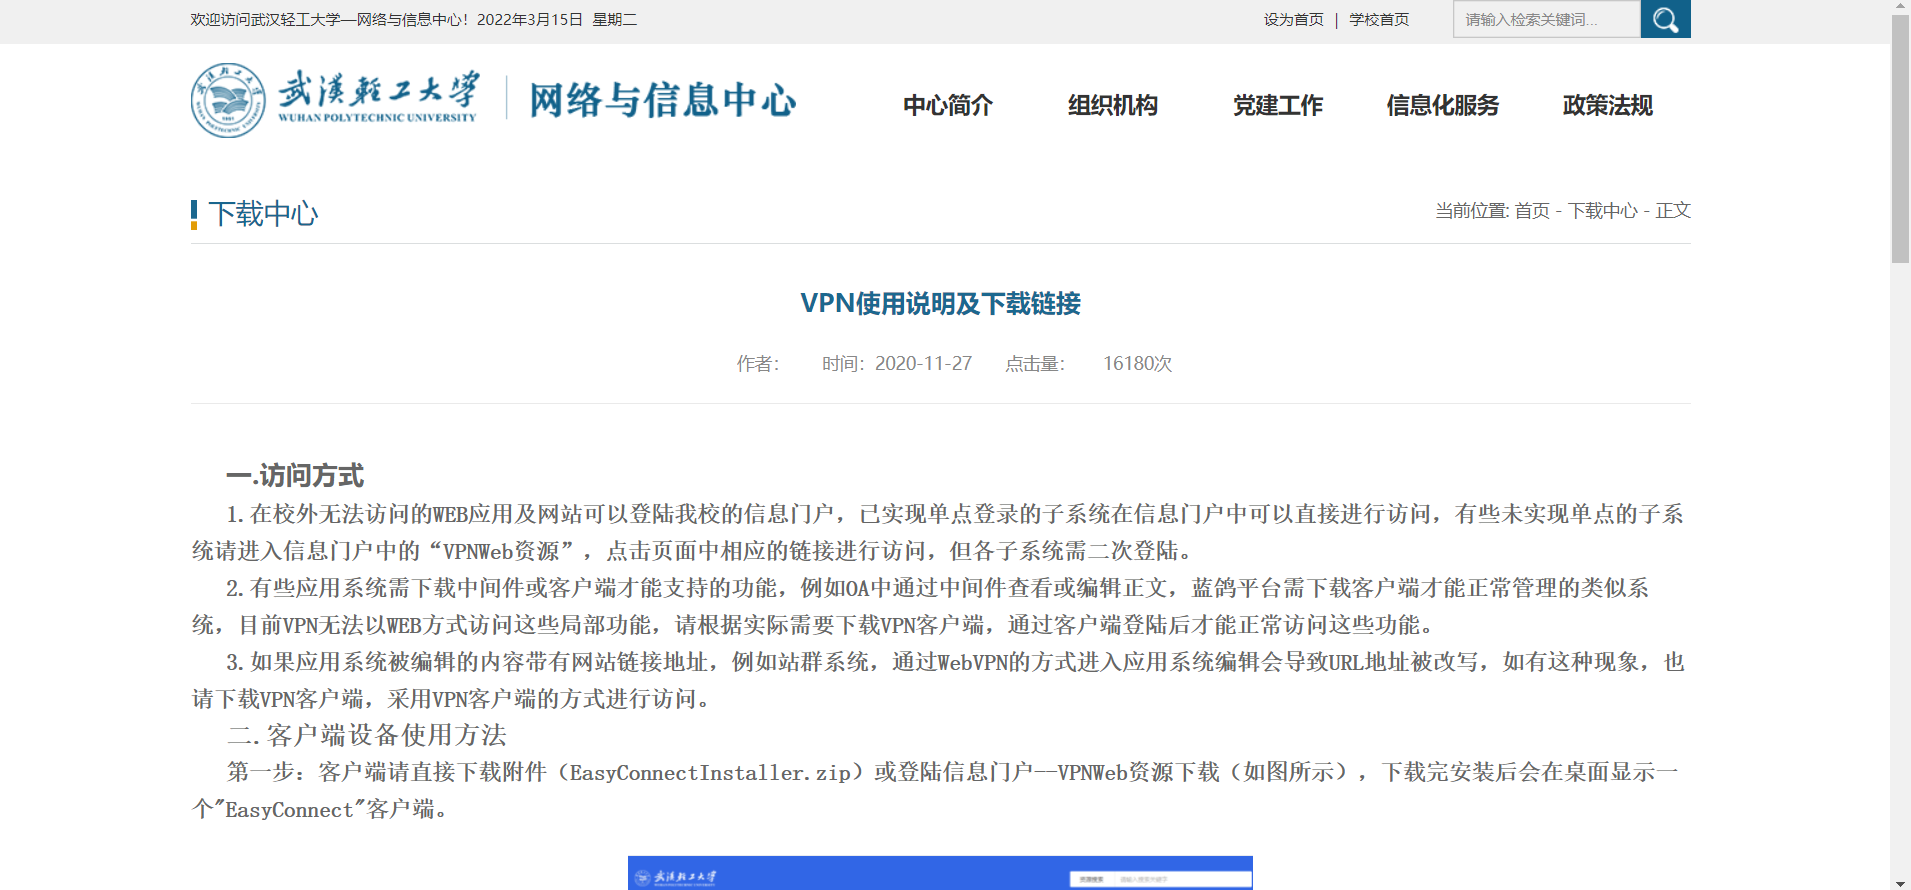 欢迎访问武汉轻工大学—网络与信息中心！2022年3月15日 星期二
设为首页 | 学校首页
请输入检索关键词...
武漢輕工大学
WUHAN POLYTECHNIC UNIVERSITY
网络与信息中心
中心简介 组织机构 党建工作 信息化服务 政策法规
下载中心
当前位置: 首页 - 下载中心 - 正文
VPN使用说明及下载链接
作者： 时间：2020-11-27 点击量： 16180次
一.访问方式
1.在校外无法访问的WEB应用及网站可以登陆我校的信息门户，已实现单点登录的子系统在信息门户中可以直接进行访问，有些未实现单点的子系
统请进入信息门户中的“VPNWeb资源”，点击页面中相应的链接进行访问，但各子系统需二次登陆。
2.有些应用系统需下载中间件或客户端才能支持的功能，例如OA中通过中间件查看或编辑正文，蓝鸽平台需下载客户端才能正常管理的类似系
统，目前VPN无法以WEB方式访问这些局部功能，请根据实际需要下载VPN客户端，通过客户端登陆后才能正常访问这些功能。
3.如果应用系统被编辑的内容带有网站链接地址，例如站群系统，通过WebVPN的方式进入应用系统编辑会导致URL地址被改写，如有这种现象，也
请下载VPN客户端，采用VPN客户端的方式进行访问。
二.客户端设备使用方法
第一步：客户端请直接下载附件（EasyConnectInstaller.zip）或登陆信息门户--VPNWeb资源下载（如图所示），下载完安装后会在桌面显示一
个"EasyConnect"客户端。
武漢輕工大学